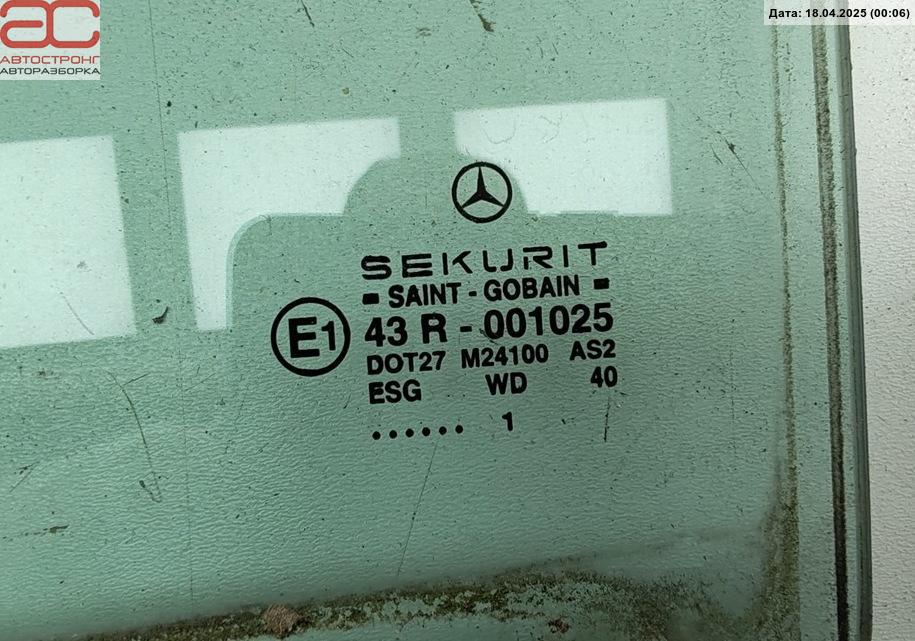 Дата: 18.04.2025 (00:06)
АС
АВТОСТРОНГ
АВТОРАЗБОРКА
SEKURIT
SAINT - GOBAIN
E1 43 R - 001025
DOT27 M24100 AS2
ESG WD 40
...... 1